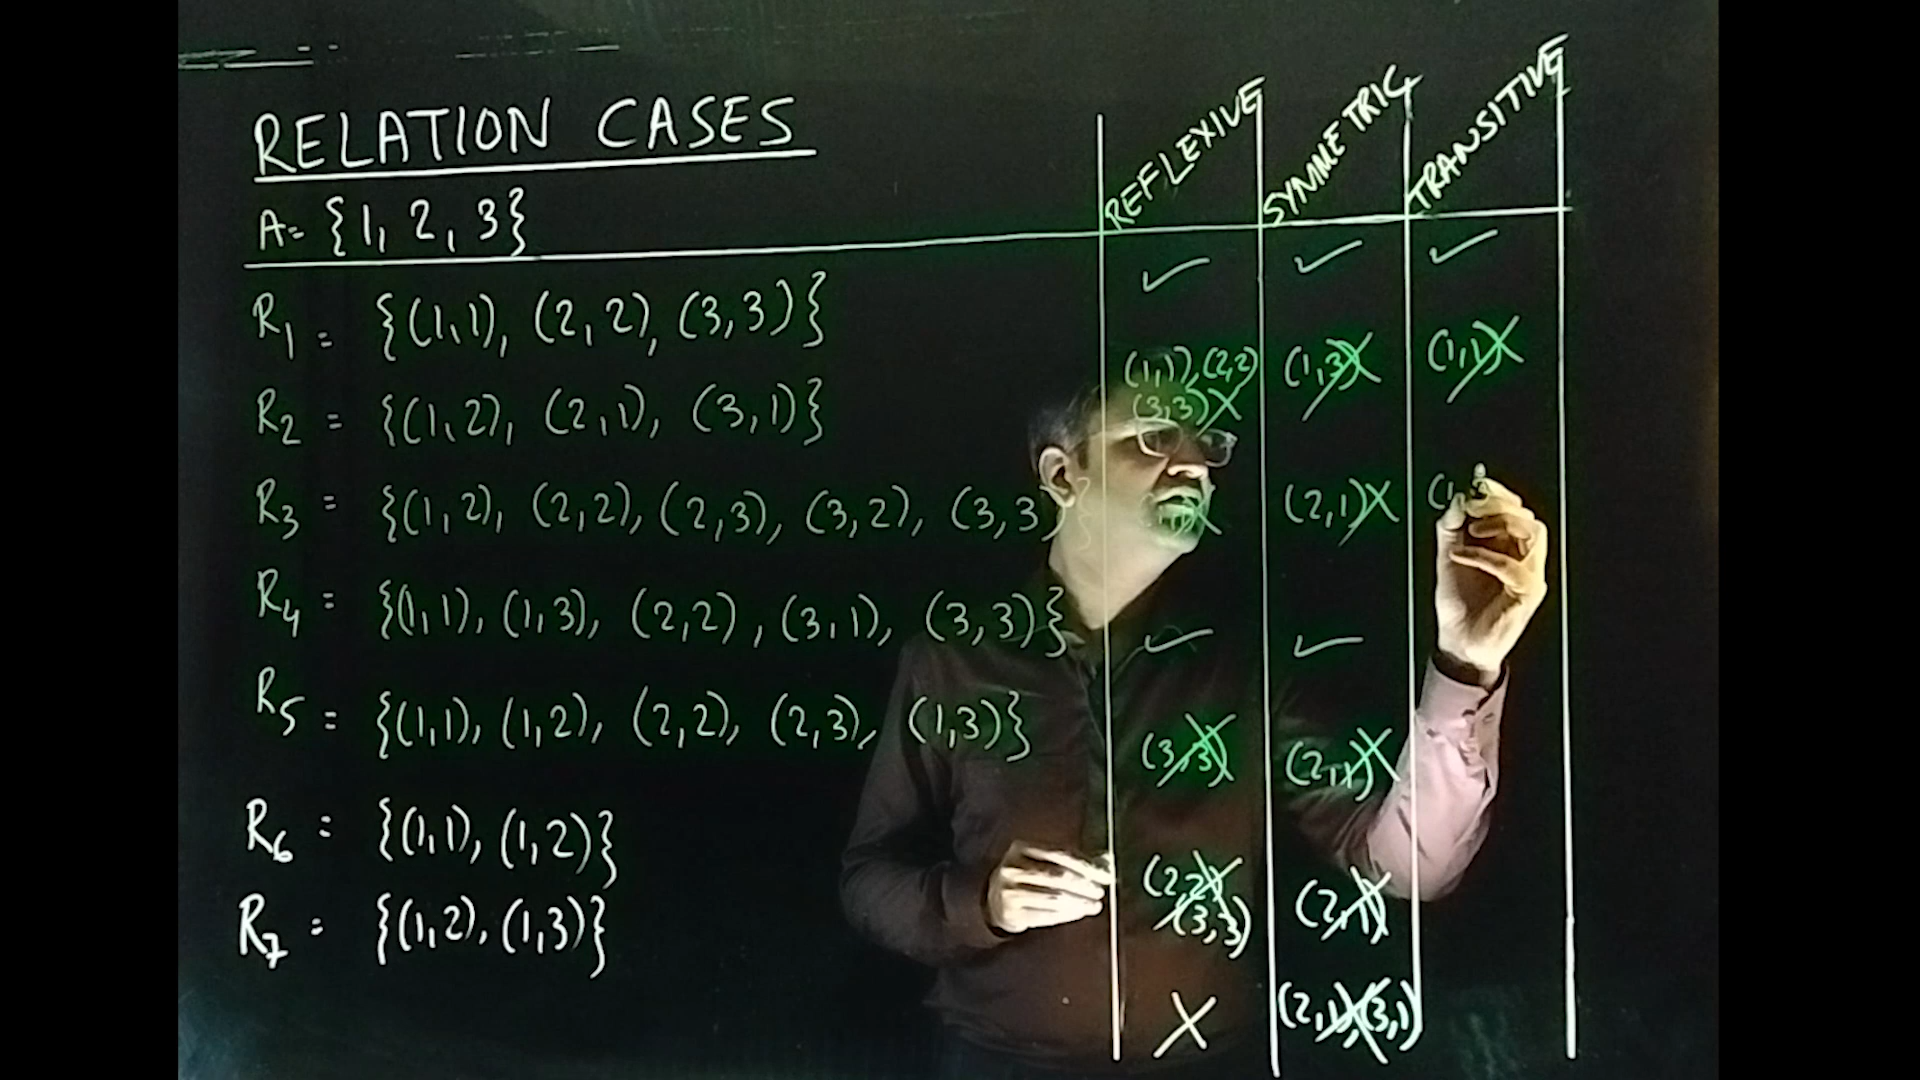 RELATION CASES
A = {1, 2, 3}
REFLEXIVE SYMMETRIC TRANSITIVE
✓ ✓ ✓
R1 = {(1,1), (2,2), (3,3)}
(1,1),(2,2) (1,3)X (1,1)X
(3,3)X
R2 = {(1,2), (2,1), (3,1)}
R3 = {(1,2), (2,2), (2,3), (3,2), (3,3)} X (2,1)X (1,
R4 = {(1,1), (1,3), (2,2), (3,1), (3,3)} ✓ ✓
R5 = {(1,1), (1,2), (2,2), (2,3), (1,3)}
(3,3)X (2,1)X
R6 = {(1,1), (1,2)}
(2,2)X (2,1)X
(3,3)
R7 = {(1,2), (1,3)}
X (2,1)X,(3,1)